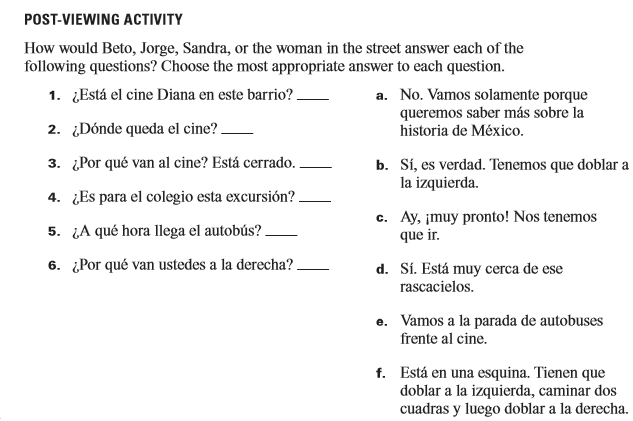 POST-VIEWING ACTIVITY
How would Beto, Jorge, Sandra, or the woman in the street answer each of the
following questions? Choose the most appropriate answer to each question.
1. ¿Está el cine Diana en este barrio? ____
2. ¿Dónde queda el cine? ____
3. ¿Por qué van al cine? Está cerrado. ____
4. ¿Es para el colegio esta excursión? ____
5. ¿A qué hora llega el autobús? ____
6. ¿Por qué van ustedes a la derecha? ____
a. No. Vamos solamente porque
queremos saber más sobre la
historia de México.
b. Sí, es verdad. Tenemos que doblar a
la izquierda.
c. Ay, ¡muy pronto! Nos tenemos
que ir.
d. Sí. Está muy cerca de ese
rascacielos.
e. Vamos a la parada de autobuses
frente al cine.
f. Está en una esquina. Tienen que
doblar a la izquierda, caminar dos
cuadras y luego doblar a la derecha.